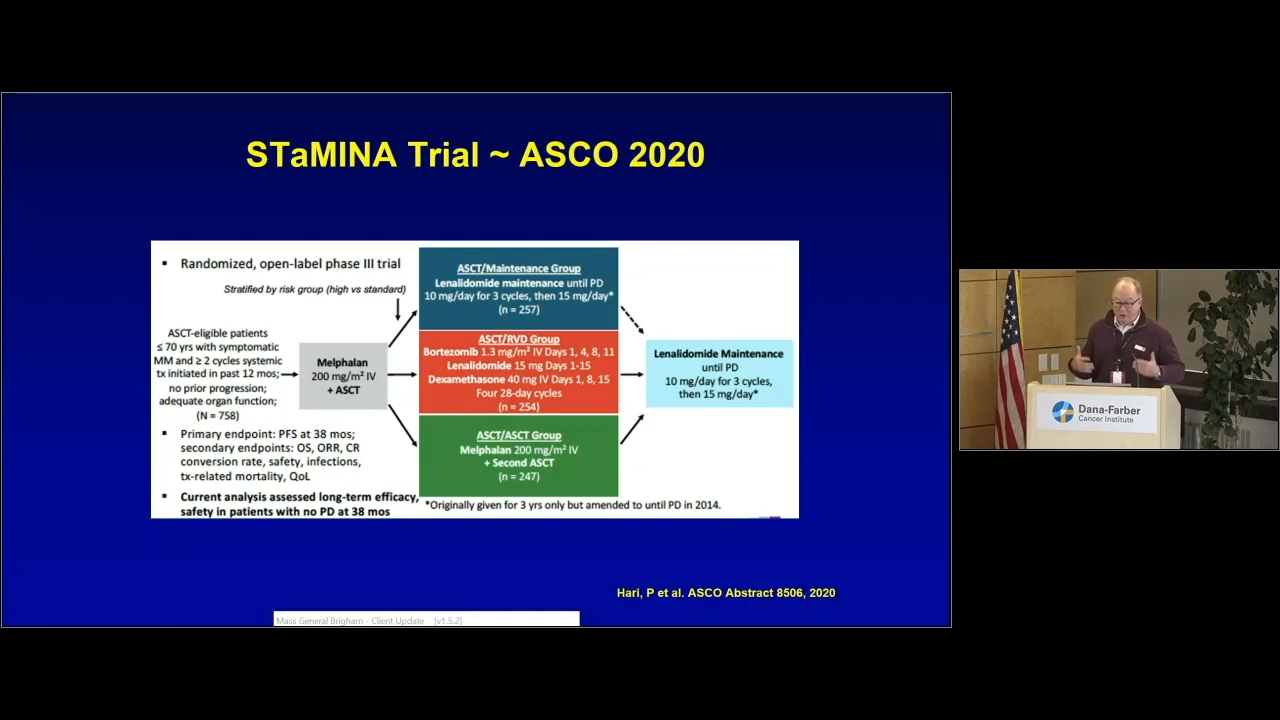 STaMINA Trial ~ ASCO 2020
▪ Randomized, open-label phase III trial
Stratified by risk group (high vs standard)
ASCT-eligible patients
≤ 70 yrs with symptomatic
MM and ≥ 2 cycles systemic
tx initiated in past 12 mos;
no prior progression;
adequate organ function;
(N = 758)
Melphalan
200 mg/m² IV
+ ASCT
ASCT/Maintenance Group
Lenalidomide maintenance until PD
10 mg/day for 3 cycles, then 15 mg/day*
(n = 257)
ASCT/RVD Group
Bortezomib 1.3 mg/m² IV Days 1, 4, 8, 11
Lenalidomide 15 mg Days 1-15
Dexamethasone 40 mg IV Days 1, 8, 15
Four 28-day cycles
(n = 254)
ASCT/ASCT Group
Melphalan 200 mg/m² IV
+ Second ASCT
(n = 247)
Lenalidomide Maintenance
until PD
10 mg/day for 3 cycles,
then 15 mg/day*
▪ Primary endpoint: PFS at 38 mos;
secondary endpoints: OS, ORR, CR
conversion rate, safety, infections,
tx-related mortality, QoL
▪ Current analysis assessed long-term efficacy,
safety in patients with no PD at 38 mos
*Originally given for 3 yrs only but amended to until PD in 2014.
Hari, P et al. ASCO Abstract 8506, 2020
Mass General Brigham - Client Update [v1.5.2]
Dana-Farber
Cancer Institute